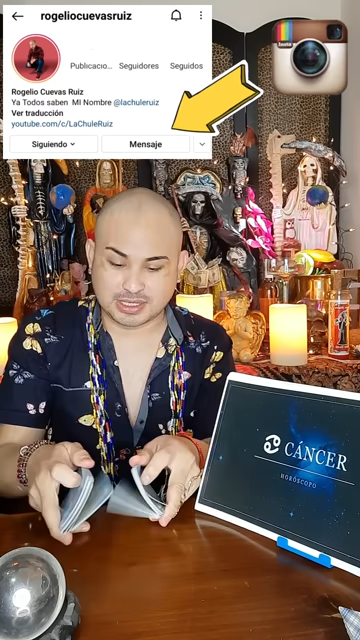 rogeliocuevasruiz
Publicacio... Seguidores Seguidos
Rogelio Cuevas Ruiz
Ya Todos saben MI Nombre @lachuleruiz
Ver traducción
youtube.com/c/LaChuleRuiz
Siguiendo Mensaje
Insta
CÁNCER
HORÓSCOPO